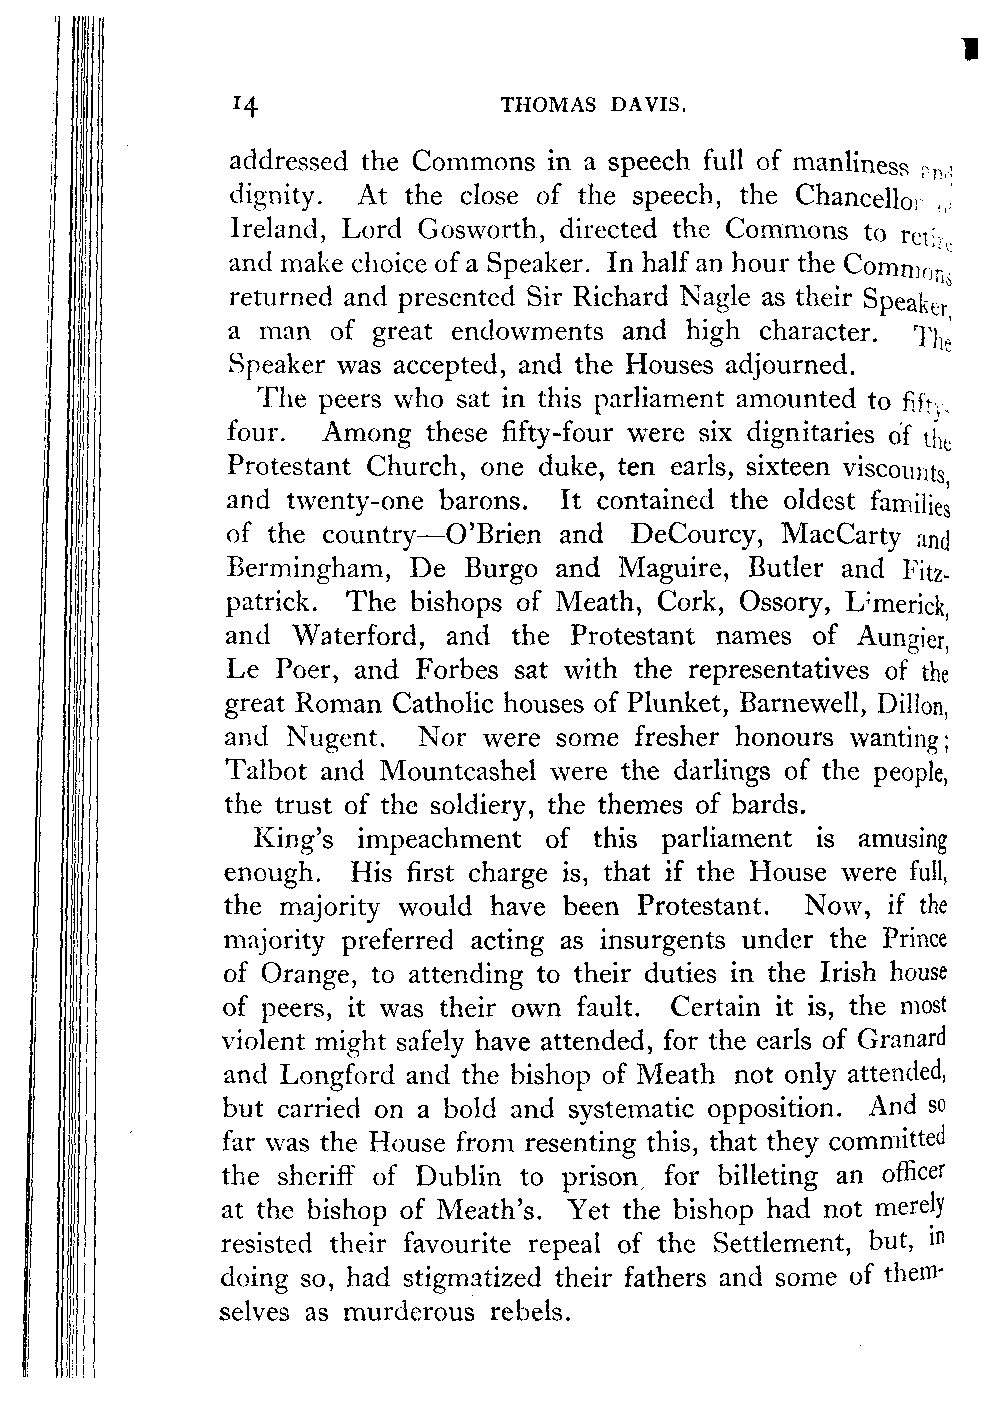 14 THOMAS DAVIS.
addressed the Commons in a speech full of manliness and
dignity. At the close of the speech, the Chancellor
Ireland, Lord Gosworth, directed the Commons to retire
and make choice of a Speaker. In half an hour the Commons
returned and presented Sir Richard Nagle as their Speaker,
a man of great endowments and high character. The
Speaker was accepted, and the Houses adjourned.
The peers who sat in this parliament amounted to fifty-
four. Among these fifty-four were six dignitaries of the
Protestant Church, one duke, ten earls, sixteen viscounts,
and twenty-one barons. It contained the oldest families
of the country—O'Brien and DeCourcy, MacCarty and
Bermingham, De Burgo and Maguire, Butler and Fitz-
patrick. The bishops of Meath, Cork, Ossory, Limerick,
and Waterford, and the Protestant names of Aungier,
Le Poer, and Forbes sat with the representatives of the
great Roman Catholic houses of Plunket, Barnewell, Dillon,
and Nugent. Nor were some fresher honours wanting;
Talbot and Mountcashel were the darlings of the people,
the trust of the soldiery, the themes of bards.
King's impeachment of this parliament is amusing
enough. His first charge is, that if the House were full,
the majority would have been Protestant. Now, if the
majority preferred acting as insurgents under the Prince
of Orange, to attending to their duties in the Irish house
of peers, it was their own fault. Certain it is, the most
violent might safely have attended, for the earls of Granard
and Longford and the bishop of Meath not only attended,
but carried on a bold and systematic opposition. And so
far was the House from resenting this, that they committed
the sheriff of Dublin to prison, for billeting an officer
at the bishop of Meath's. Yet the bishop had not merely
resisted their favourite repeal of the Settlement, but, in
doing so, had stigmatized their fathers and some of them-
selves as murderous rebels.